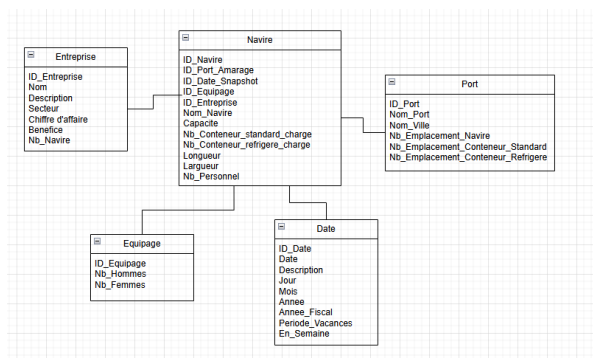 Navire
ID_Navire
ID_Port_Amarage
ID_Date_Snapshot
ID_Equipage
ID_Entreprise
Nom_Navire
Capacite
Nb_Conteneur_standard_charge
Nb_Conteneur_refrigere_charge
Longueur
Largueur
Nb_Personnel
Entreprise
ID_Entreprise
Nom
Description
Secteur
Chiffre d'affaire
Benefice
Nb_Navire
Port
ID_Port
Nom_Port
Nom_Ville
Nb_Emplacement_Navire
Nb_Emplacement_Conteneur_Standard
Nb_Emplacement_Conteneur_Refrigere
Equipage
ID_Equipage
Nb_Hommes
Nb_Femmes
Date
ID_Date
Date
Description
Jour
Mois
Annee
Annee_Fiscal
Periode_Vacances
En_Semaine